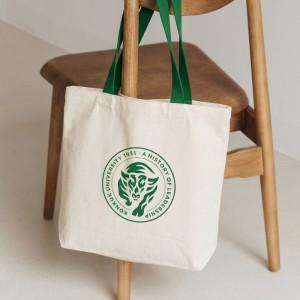 KONKUK UNIVERSITY 1931 - A HISTORY OF LEADERSHIP